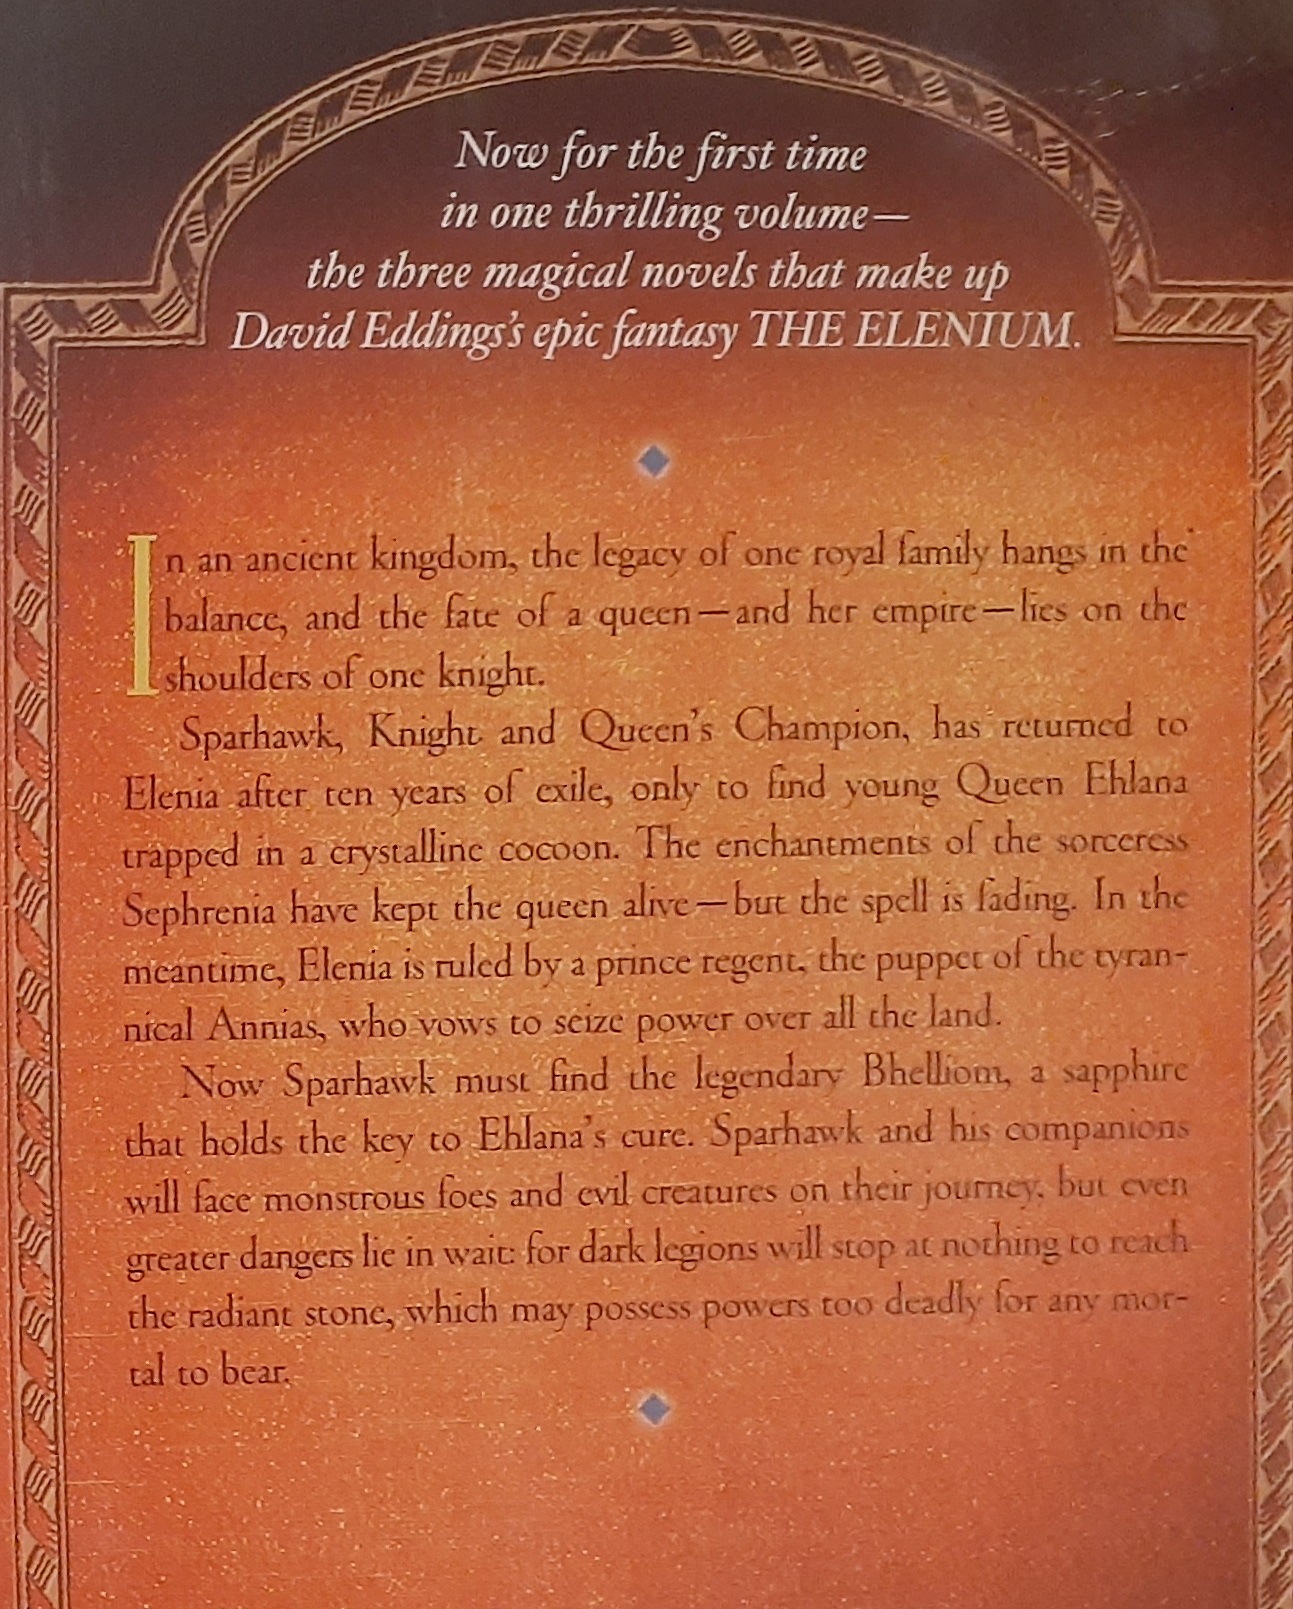 Now for the first time
in one thrilling volume—
the three magical novels that make up
David Eddings's epic fantasy THE ELENIUM.
In an ancient kingdom, the legacy of one royal family hangs in the
balance, and the fate of a queen—and her empire—lies on the
shoulders of one knight.
Sparhawk, Knight and Queen's Champion, has returned to
Elenia after ten years of exile, only to find young Queen Ehlana
trapped in a crystalline cocoon. The enchantments of the sorceress
Sephrenia have kept the queen alive—but the spell is fading. In the
meantime, Elenia is ruled by a prince regent, the puppet of the tyran-
nical Annias, who vows to seize power over all the land.
Now Sparhawk must find the legendary Bhelliom, a sapphire
that holds the key to Ehlana's cure. Sparhawk and his companions
will face monstrous foes and evil creatures on their journey, but even
greater dangers lie in wait: for dark legions will stop at nothing to reach
the radiant stone, which may possess powers too deadly for any mor-
tal to bear.